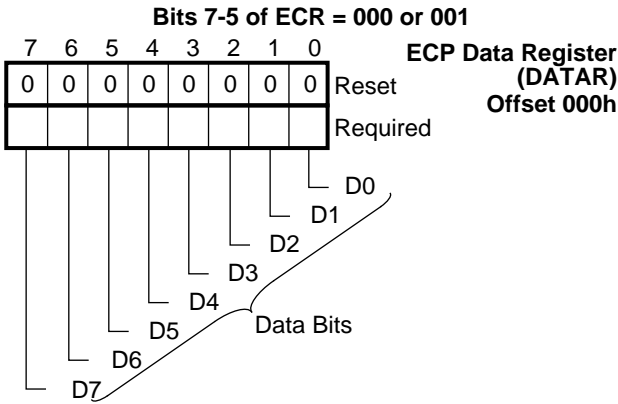 Bits 7-5 of ECR = 000 or 001
7 6 5 4 3 2 1 0
ECP Data Register
(DATAR)
Offset 000h
0 0 0 0 0 0 0 0 Reset
Required
D0
D1
D2
D3
D4
Data Bits
D5
D6
D7